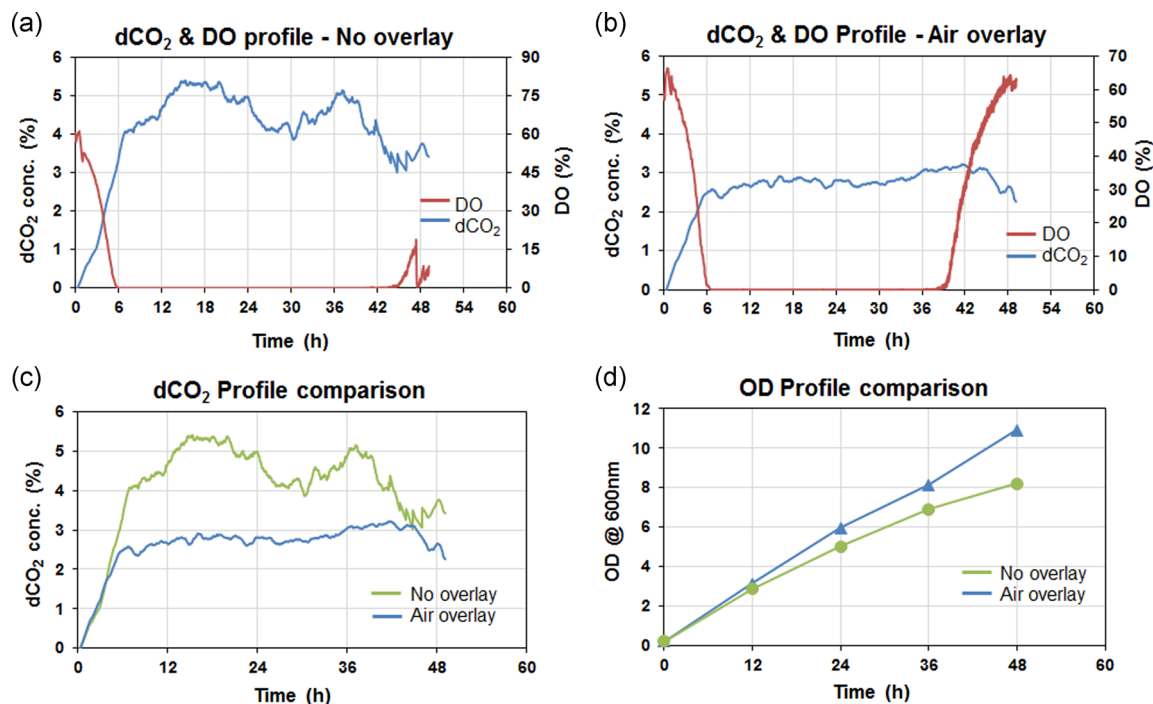 (a)
dCO₂ & DO profile - No overlay
6
5
4
3
2
1
0
dCO₂ conc. (%)
90
75
60
45
30
15
0
DO (%)
DO
dCO₂
0 6 12 18 24 30 36 42 48 54 60
Time (h)
(b)
dCO₂ & DO Profile - Air overlay
6
5
4
3
2
1
0
dCO₂ conc. (%)
70
60
50
40
30
20
10
0
DO (%)
DO
dCO₂
0 6 12 18 24 30 36 42 48 54 60
Time (h)
(c)
dCO₂ Profile comparison
6
5
4
3
2
1
0
dCO₂ conc. (%)
No overlay
Air overlay
0 12 24 36 48 60
Time (h)
(d)
OD Profile comparison
12
10
8
6
4
2
0
OD @ 600nm
No overlay
Air overlay
0 12 24 36 48 60
Time (h)